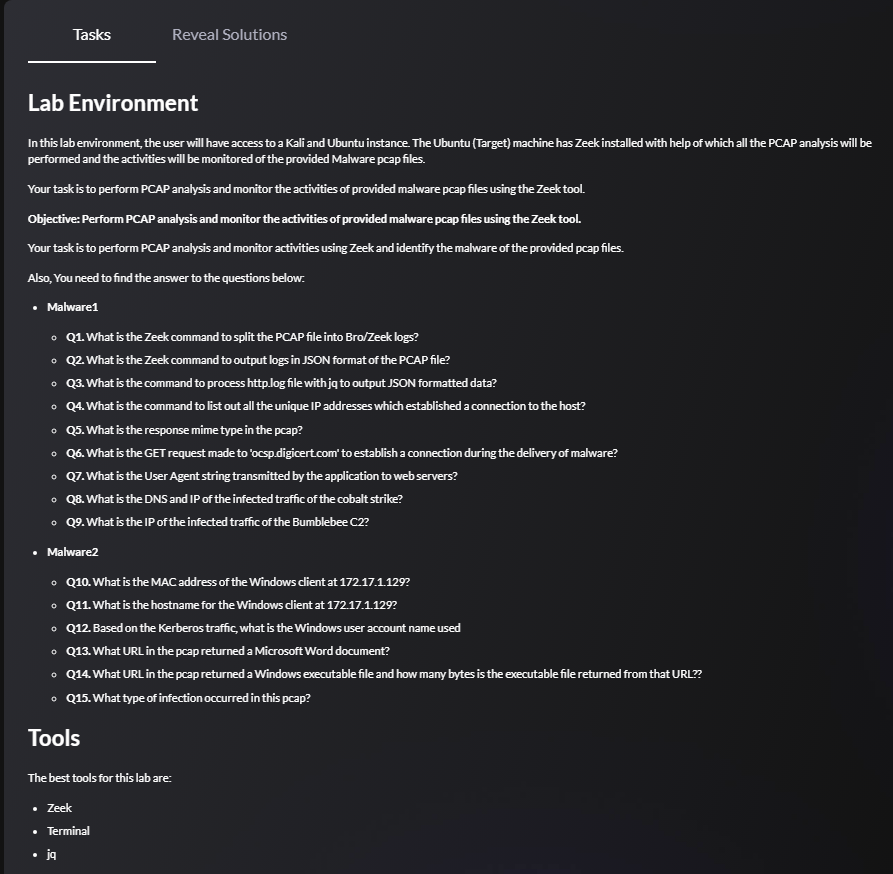 Tasks
Reveal Solutions
Lab Environment
In this lab environment, the user will have access to a Kali and Ubuntu instance. The Ubuntu (Target) machine has Zeek installed with help of which all the PCAP analysis will be
performed and the activities will be monitored of the provided Malware pcap files.
Your task is to perform PCAP analysis and monitor the activities of provided malware pcap files using the Zeek tool.
Objective: Perform PCAP analysis and monitor the activities of provided malware pcap files using the Zeek tool.
Your task is to perform PCAP analysis and monitor activities using Zeek and identify the malware of the provided pcap files.
Also, You need to find the answer to the questions below:
• Malware1
◦ Q1. What is the Zeek command to split the PCAP file into Bro/Zeek logs?
◦ Q2. What is the Zeek command to output logs in JSON format of the PCAP file?
◦ Q3. What is the command to process http.log file with jq to output JSON formatted data?
◦ Q4. What is the command to list out all the unique IP addresses which established a connection to the host?
◦ Q5. What is the response mime type in the pcap?
◦ Q6. What is the GET request made to 'ocsp.digicert.com' to establish a connection during the delivery of malware?
◦ Q7. What is the User Agent string transmitted by the application to web servers?
◦ Q8. What is the DNS and IP of the infected traffic of the cobalt strike?
◦ Q9. What is the IP of the infected traffic of the Bumblebee C2?
• Malware2
◦ Q10. What is the MAC address of the Windows client at 172.17.1.129?
◦ Q11. What is the hostname for the Windows client at 172.17.1.129?
◦ Q12. Based on the Kerberos traffic, what is the Windows user account name used
◦ Q13. What URL in the pcap returned a Microsoft Word document?
◦ Q14. What URL in the pcap returned a Windows executable file and how many bytes is the executable file returned from that URL??
◦ Q15. What type of infection occurred in this pcap?
Tools
The best tools for this lab are:
• Zeek
• Terminal
• jq